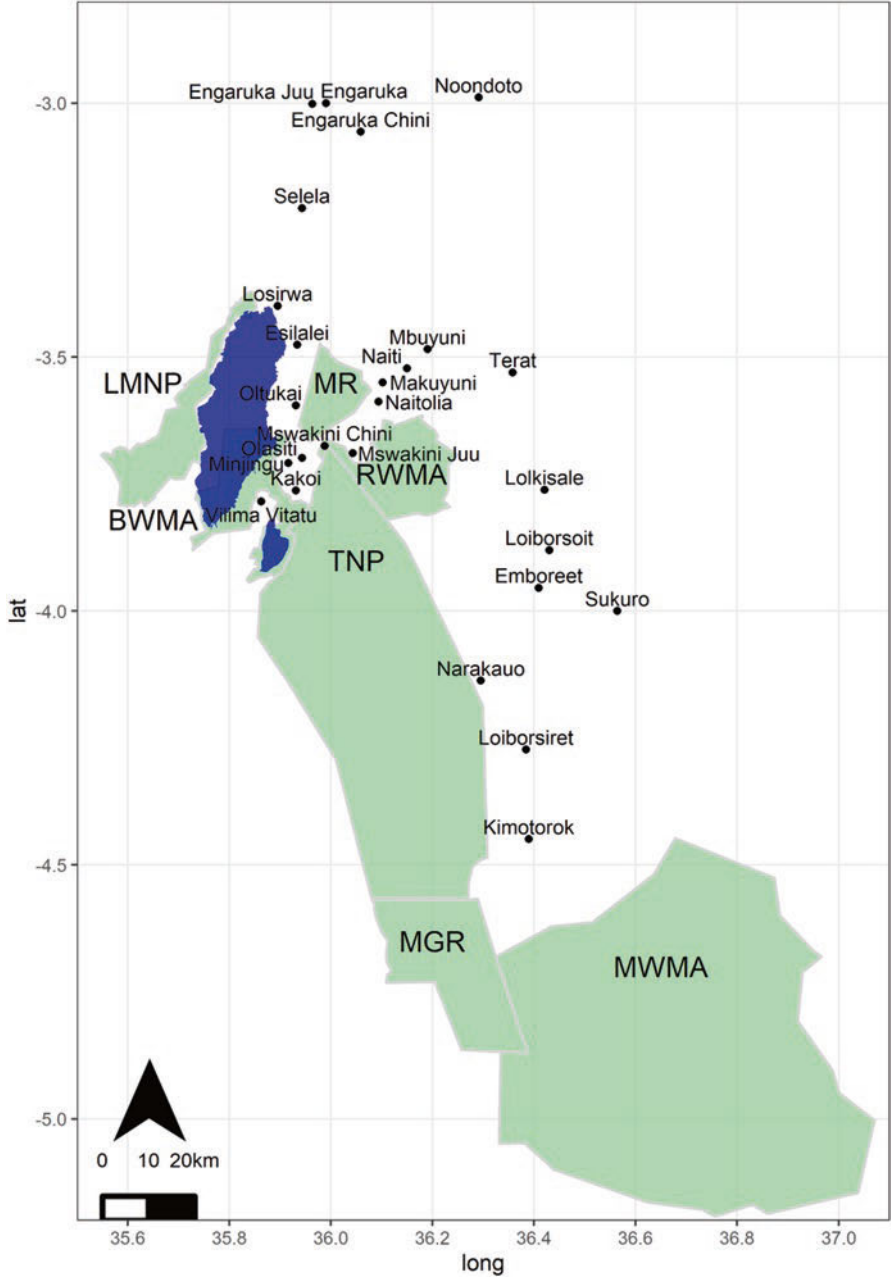 Noondoto
Engaruka Juu Engaruka
-3.0
Engaruka Chini
Selela
Losirwa
Esilalei
Mbuyuni
-3.5
Naiti
Terat
LMNP
MR
Makuyuni
Oltukai
Naitolia
Mswakini Chini
Olasiti
Mswakini Juu
Minjingu
RWMA
Kakoi
Lolkisale
BWMA
Vilima Vitatu
Loiborsoit
TNP
Emboreet
Sukuro
lat
-4.0
Narakauo
Loiborsiret
Kimotorok
-4.5
MGR
MWMA
-5.0
0 10 20km
35.6 35.8 36.0 36.2 36.4 36.6 36.8 37.0
long